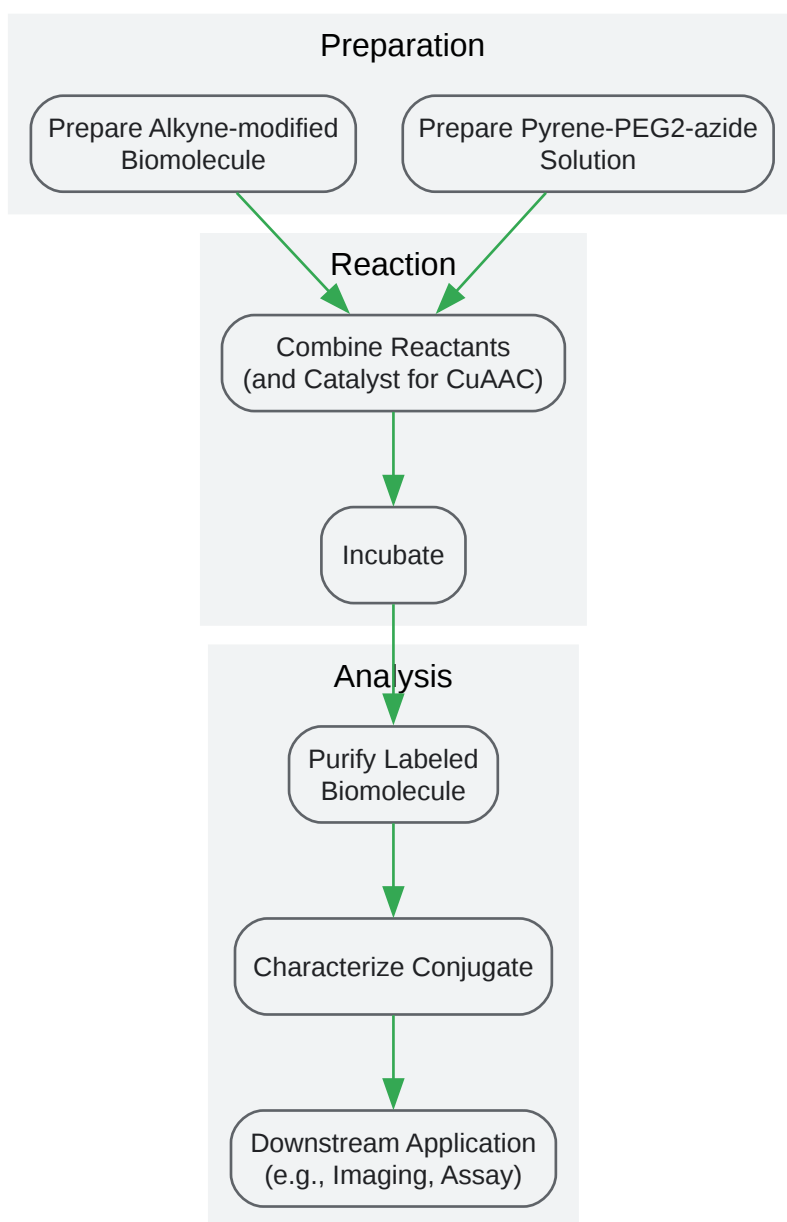 Preparation
Prepare Alkyne-modified
Biomolecule
Prepare Pyrene-PEG2-azide
Solution
Reaction
Combine Reactants
(and Catalyst for CuAAC)
Incubate
Analysis
Purify Labeled
Biomolecule
Characterize Conjugate
Downstream Application
(e.g., Imaging, Assay)